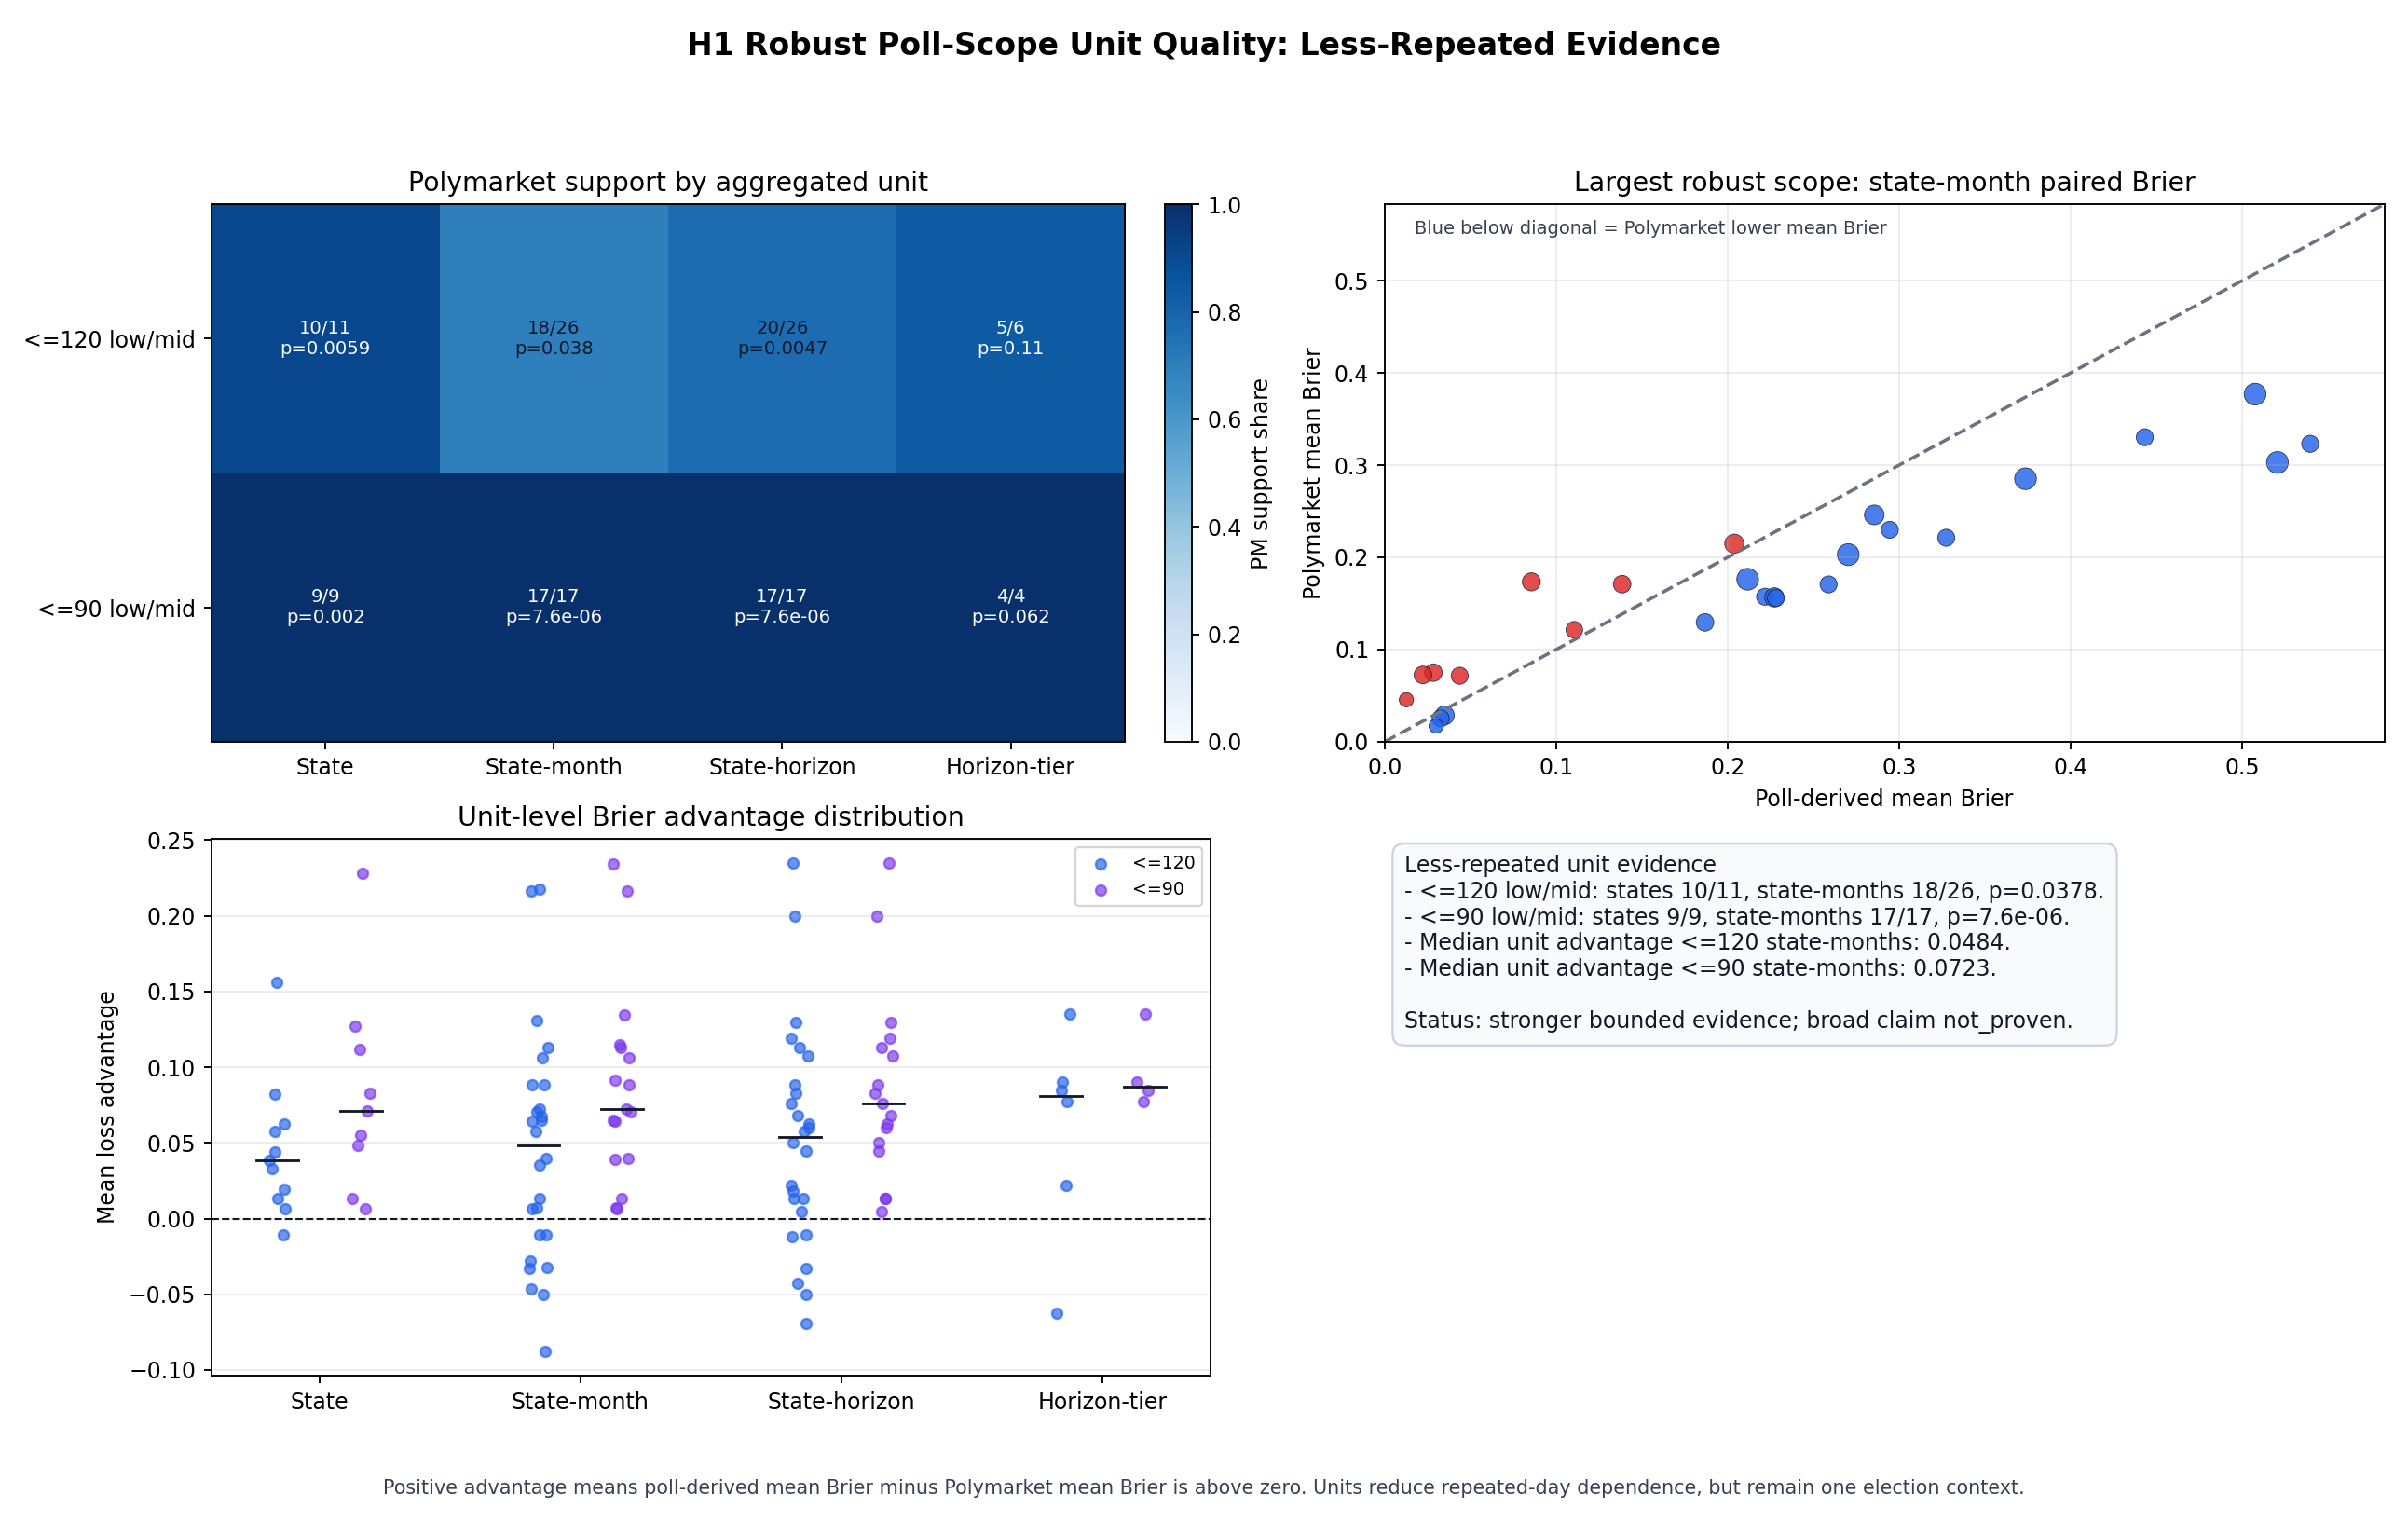 H1 Robust Poll-Scope Unit Quality: Less-Repeated Evidence
Polymarket support by aggregated unit
<=120 low/mid
<=90 low/mid
10/11
p=0.0059
18/26
p=0.038
20/26
p=0.0047
5/6
p=0.11
9/9
p=0.002
17/17
p=7.6e-06
17/17
p=7.6e-06
4/4
p=0.062
State
State-month
State-horizon
Horizon-tier
1.0
0.8
0.6
0.4
0.2
0.0
PM support share
Largest robust scope: state-month paired Brier
Blue below diagonal = Polymarket lower mean Brier
Polymarket mean Brier
0.5
0.4
0.3
0.2
0.1
0.0
0.0
0.1
0.2
0.3
0.4
0.5
Poll-derived mean Brier
Unit-level Brier advantage distribution
Mean loss advantage
0.25
0.20
0.15
0.10
0.05
0.00
−0.05
−0.10
<=120
<=90
State
State-month
State-horizon
Horizon-tier
Less-repeated unit evidence
- <=120 low/mid: states 10/11, state-months 18/26, p=0.0378.
- <=90 low/mid: states 9/9, state-months 17/17, p=7.6e-06.
- Median unit advantage <=120 state-months: 0.0484.
- Median unit advantage <=90 state-months: 0.0723.
Status: stronger bounded evidence; broad claim not_proven.
Positive advantage means poll-derived mean Brier minus Polymarket mean Brier is above zero. Units reduce repeated-day dependence, but remain one election context.